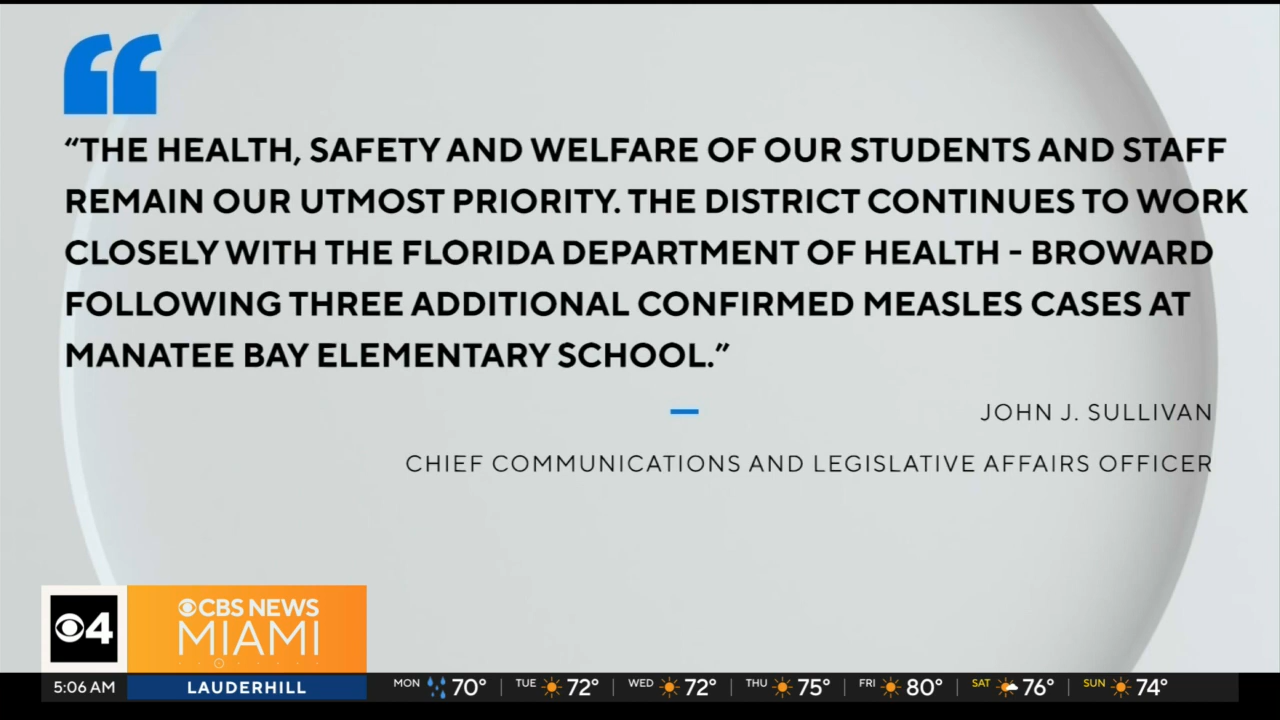 “THE HEALTH, SAFETY AND WELFARE OF OUR STUDENTS AND STAFF
REMAIN OUR UTMOST PRIORITY. THE DISTRICT CONTINUES TO WORK
CLOSELY WITH THE FLORIDA DEPARTMENT OF HEALTH - BROWARD
FOLLOWING THREE ADDITIONAL CONFIRMED MEASLES CASES AT
MANATEE BAY ELEMENTARY SCHOOL.”
JOHN J. SULLIVAN
CHIEF COMMUNICATIONS AND LEGISLATIVE AFFAIRS OFFICER
4
CBS NEWS
MIAMI
5:06 AM LAUDERHILL MON 70° TUE 72° WED 72° THU 75° FRI 80° SAT 76° SUN 74°